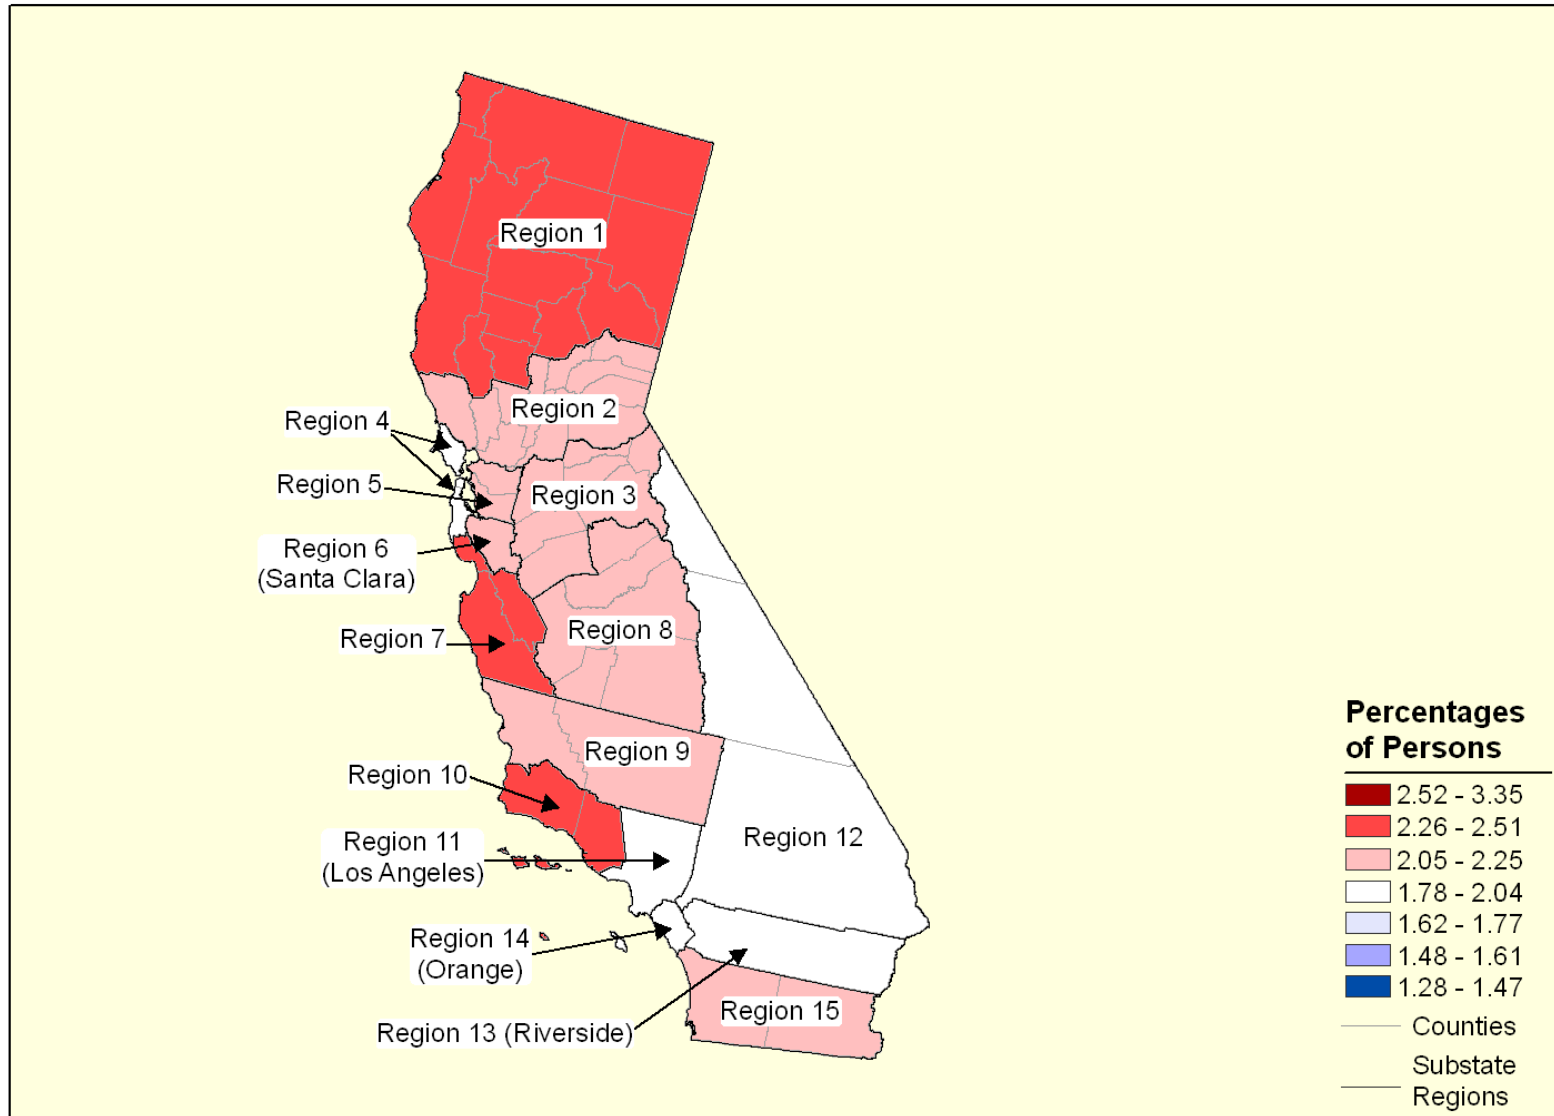 Region 1
Region 2
Region 4
Region 5
Region 3
Region 6
(Santa Clara)
Region 7
Region 8
Region 9
Region 10
Region 11
(Los Angeles)
Region 12
Region 14
(Orange)
Region 15
Region 13 (Riverside)
Percentages
of Persons
2.52 - 3.35
2.26 - 2.51
2.05 - 2.25
1.78 - 2.04
1.62 - 1.77
1.48 - 1.61
1.28 - 1.47
Counties
Substate
Regions